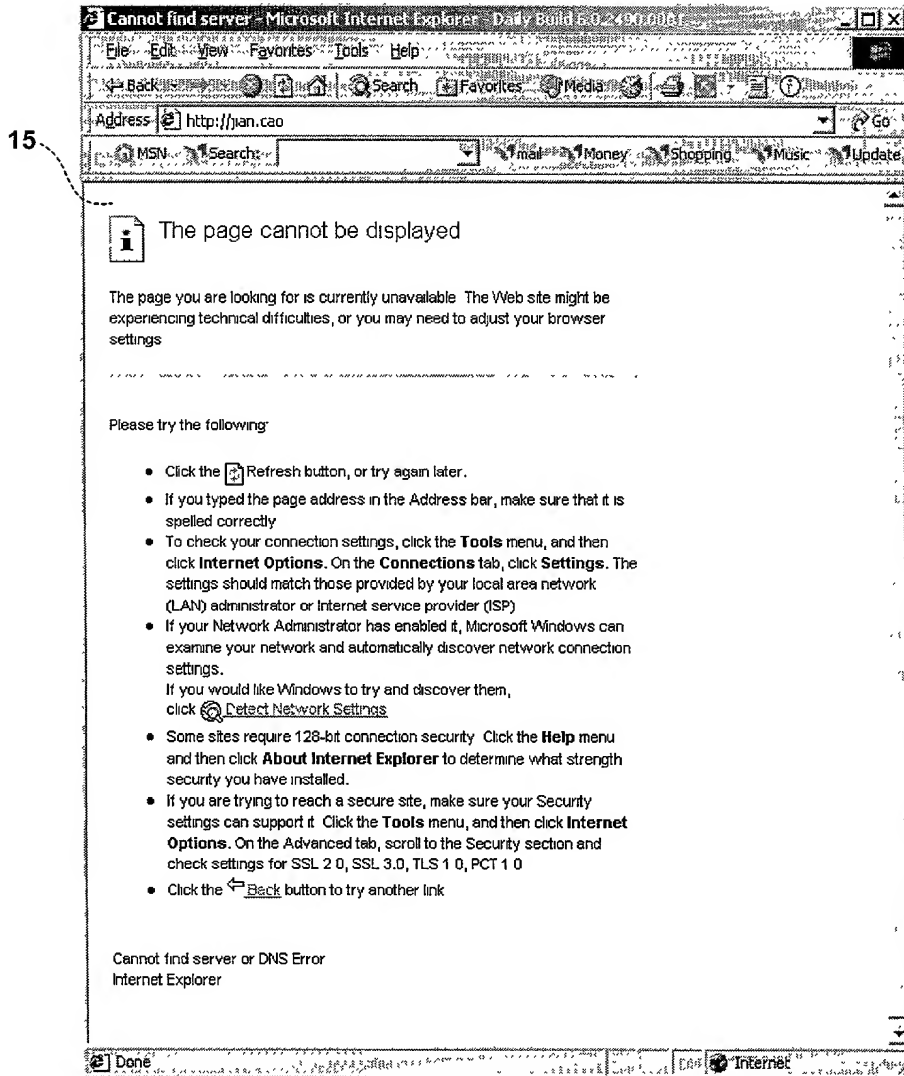 Cannot find server - Microsoft Internet Explorer - Daily Build 6.0.2490.0001
File Edit View Favorites Tools Help
Back Search Favorites Media
Address http://jian.cao Go
15
MSN Search mail Money Shopping Music Update
The page cannot be displayed
The page you are looking for is currently unavailable The Web site might be
experiencing technical difficulties, or you may need to adjust your browser
settings
Please try the following:
• Click the Refresh button, or try again later.
• If you typed the page address in the Address bar, make sure that it is
spelled correctly
• To check your connection settings, click the Tools menu, and then
click Internet Options. On the Connections tab, click Settings. The
settings should match those provided by your local area network
(LAN) administrator or Internet service provider (ISP)
• If your Network Administrator has enabled it, Microsoft Windows can
examine your network and automatically discover network connection
settings.
If you would like Windows to try and discover them,
click Detect Network Settings
• Some sites require 128-bit connection security Click the Help menu
and then click About Internet Explorer to determine what strength
security you have installed.
• If you are trying to reach a secure site, make sure your Security
settings can support it Click the Tools menu, and then click Internet
Options. On the Advanced tab, scroll to the Security section and
check settings for SSL 2 0, SSL 3.0, TLS 1 0, PCT 1 0
• Click the Back button to try another link
Cannot find server or DNS Error
Internet Explorer
Done Internet